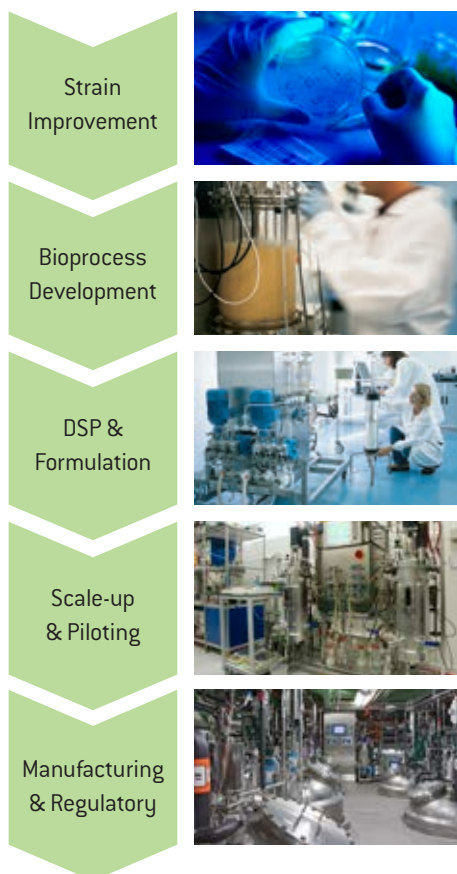 Strain
Improvement
Bioprocess
Development
DSP &
Formulation
Scale-up
& Piloting
Manufacturing
& Regulatory